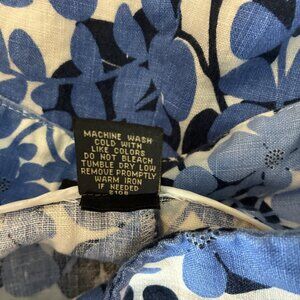 MACHINE WASH
COLD WITH
LIKE COLORS
DO NOT BLEACH
TUMBLE DRY LOW
REMOVE PROMPTLY
WARM IRON
IF NEEDED